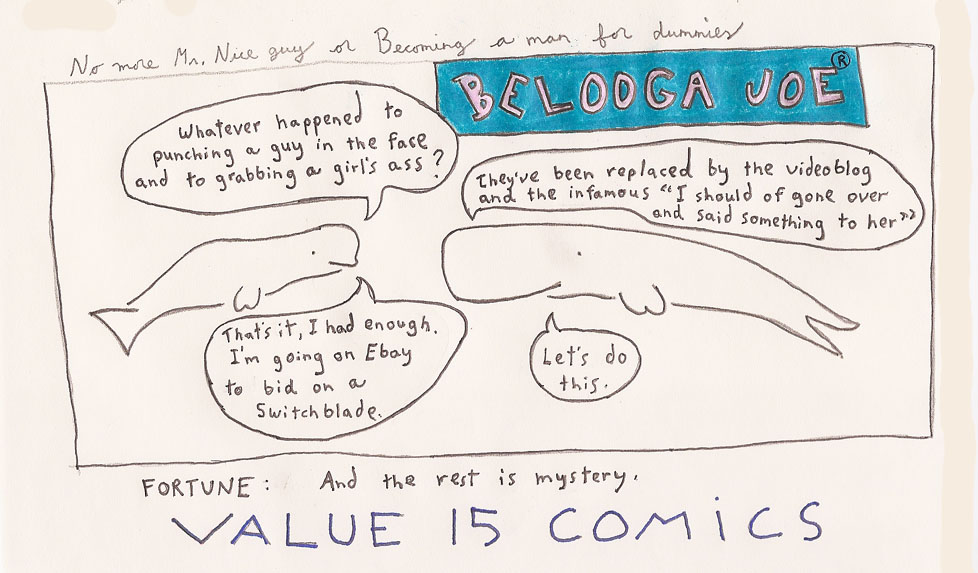 No more Mr. Nice guy or Becoming a man for dummies
BELOOGA JOE®
Whatever happened to
punching a guy in the face
and to grabbing a girl's ass?
They've been replaced by the videoblog
and the infamous "I should of gone over
and said something to her""
That's it, I had enough.
I'm going on Ebay
to bid on a
Switchblade.
Let's do
this.
FORTUNE: And the rest is mystery.
VALUE 15 COMiCS